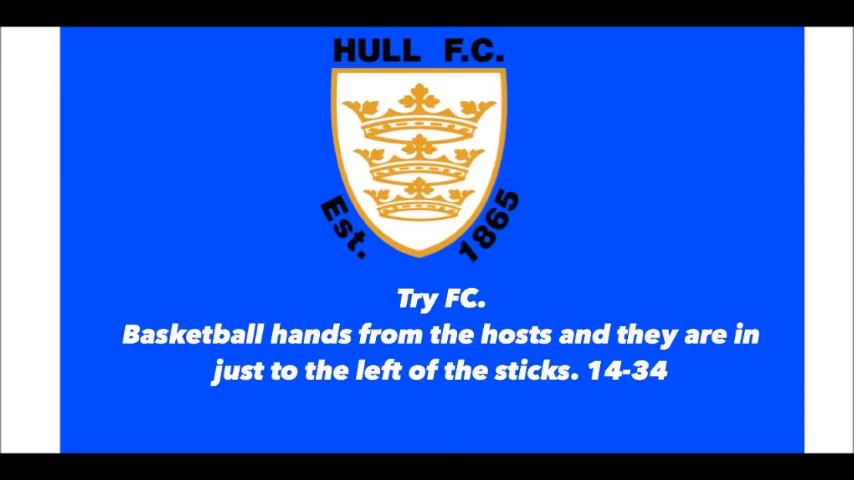 HULL F.C.
Est. 1865
Try FC.
Basketball hands from the hosts and they are in
just to the left of the sticks. 14-34